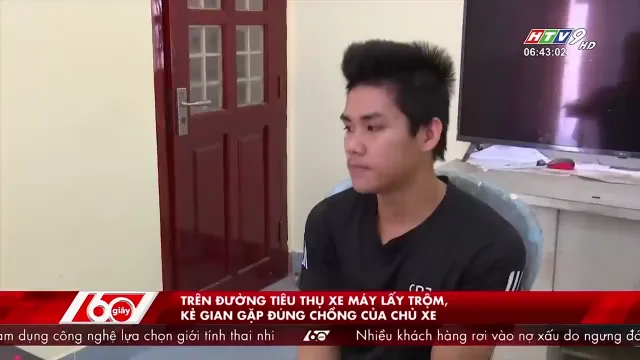 HTV9 HD
06:43:02
60 giây
TRÊN ĐƯỜNG TIÊU THỤ XE MÁY LẤY TRỘM,
KẺ GIAN GẶP ĐÚNG CHỒNG CỦA CHỦ XE
am dụng công nghệ lựa chọn giới tính thai nhi
Nhiều khách hàng rơi vào nợ xấu do ngưng đ